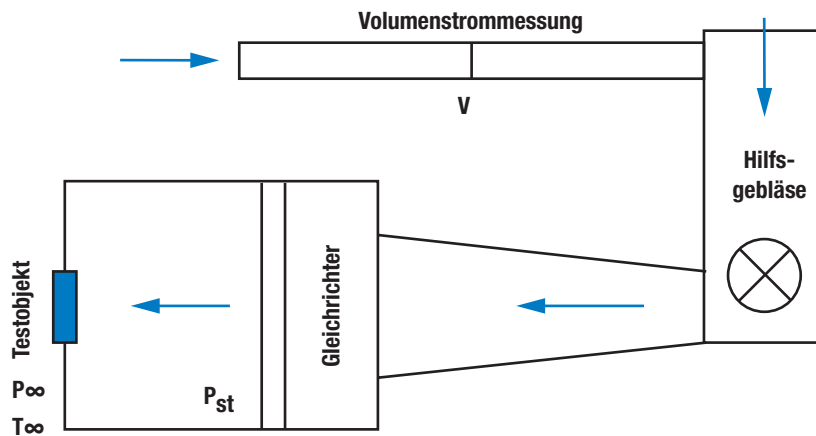 Volumenstrommessung
V
Hilfs-
gebläse
Testobjekt
Gleichrichter
P∞
Pst
T∞